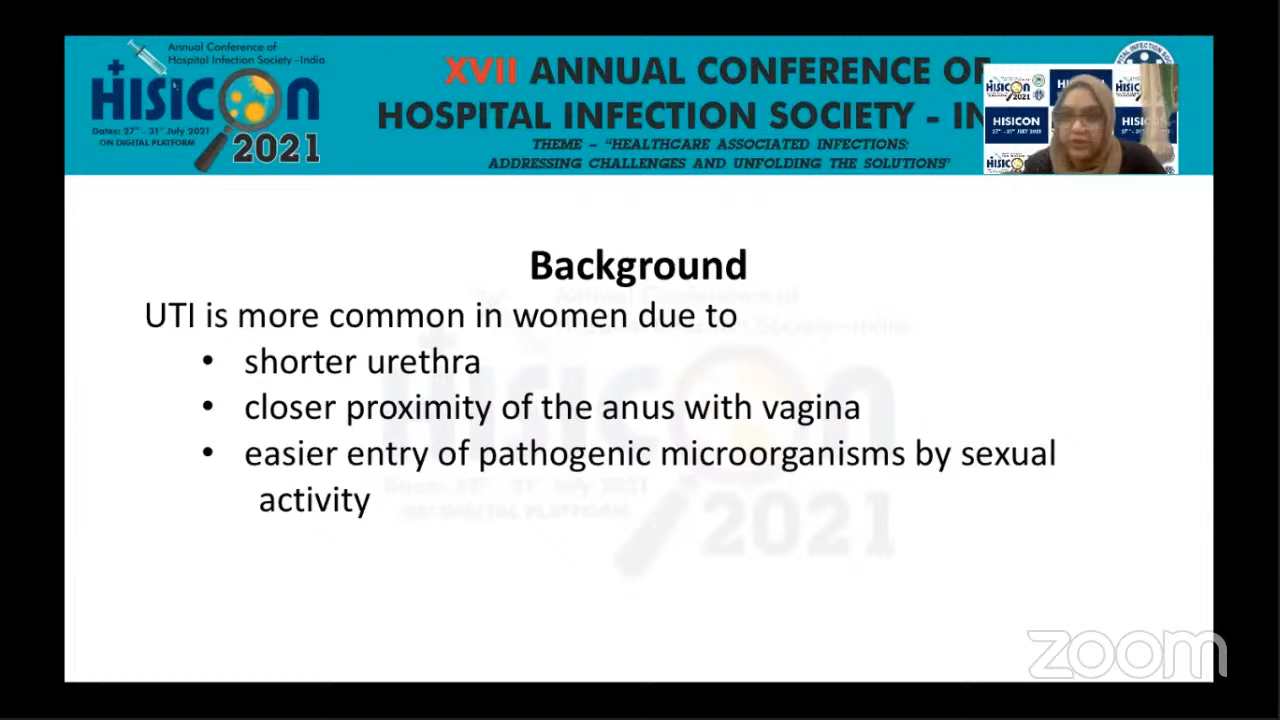 Annual Conference of
Hospital Infection Society -India
HISICON
Dates: 27th - 31st July 2021
ON DIGITAL PLATFORM
2021
XVII ANNUAL CONFERENCE OF
HOSPITAL INFECTION SOCIETY - IN
THEME - "HEALTHCARE ASSOCIATED INFECTIONS:
ADDRESSING CHALLENGES AND UNFOLDING THE SOLUTIONS"
HISICON
Background
UTI is more common in women due to
• shorter urethra
• closer proximity of the anus with vagina
• easier entry of pathogenic microorganisms by sexual
activity
zoom